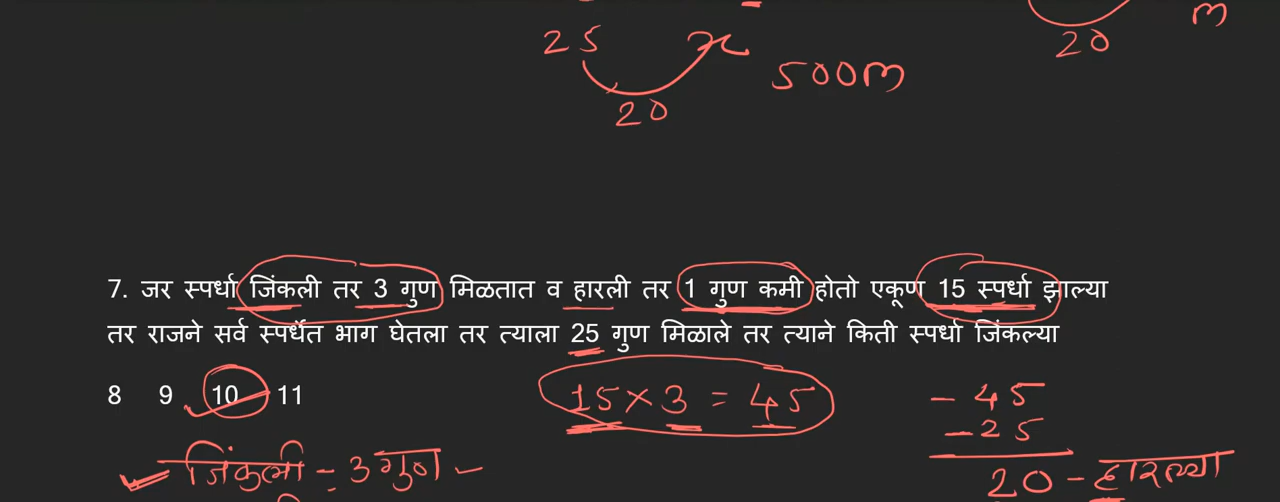 m
25 x 20
500m
20
7. जर स्पर्धा जिंकली तर 3 गुण मिळतात व हारली तर 1 गुण कमी होतो एकूण 15 स्पर्धा झाल्या
तर राजने सर्व स्पर्धेत भाग घेतला तर त्याला 25 गुण मिळाले तर त्याने किती स्पर्धा जिंकल्या
8 9 10 11
15 × 3 = 45
- 45
- 25
20 - हारल्या
जिंकली - 3 गुण -